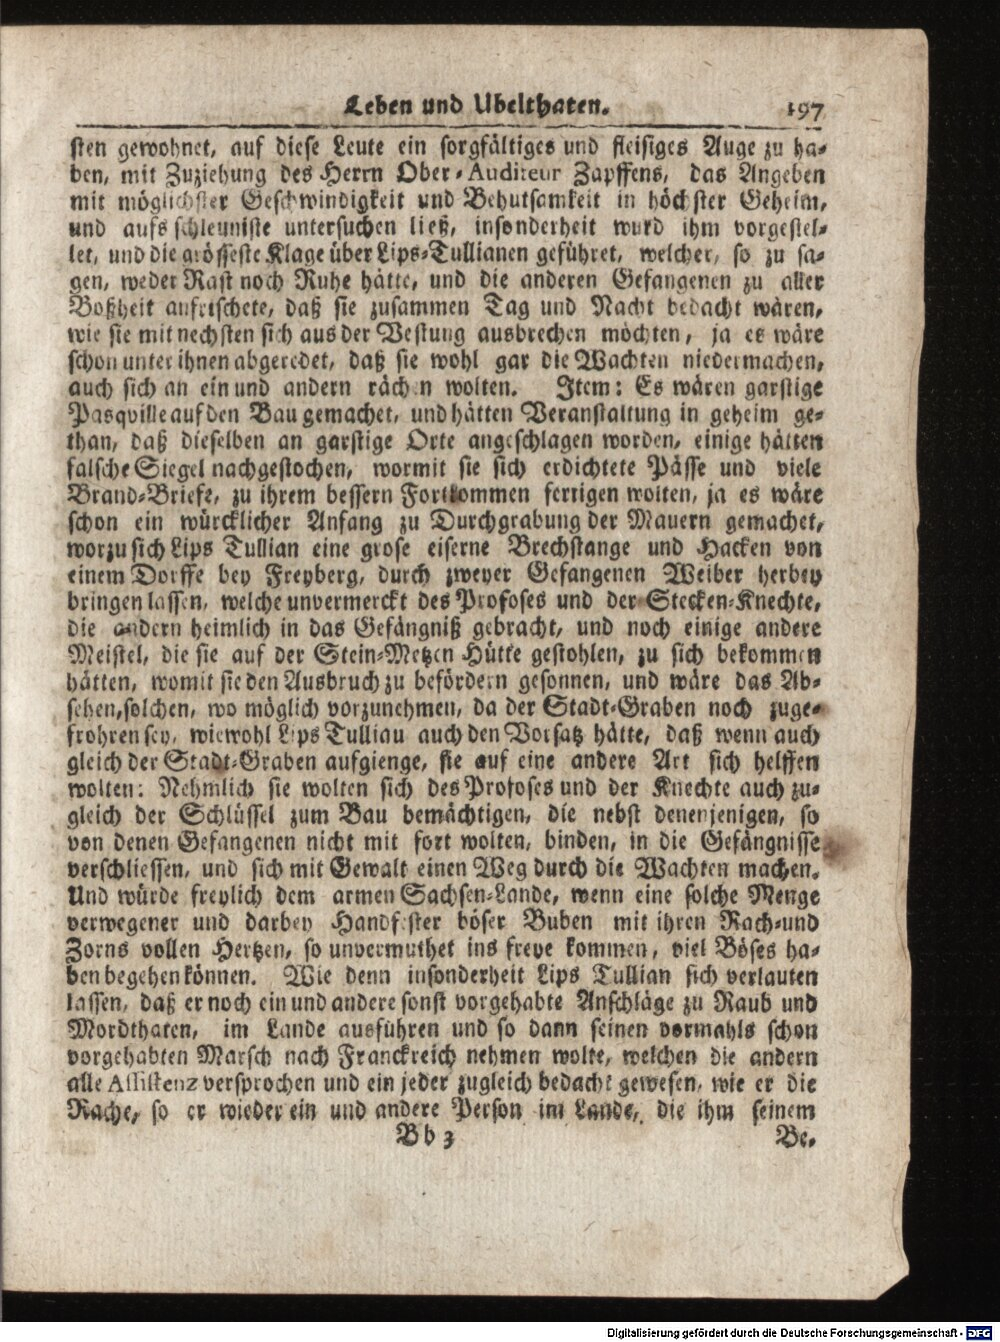 Leben und Ubelthaten. 197
sten gewohnet, auf diese Leute ein sorgfältiges und fleisiges Auge zu ha-
ben, mit Zuziehung des Herrn Ober-Auditeur Zapffens, das Angeben
mit möglichster Geschwindigkeit und Behutsamkeit in höchster Geheim,
und aufs schleuniste untersuchen ließ, insonderheit wurd ihm vorgestel-
let, und die grösseste Klage über Lips-Tullianen geführet, welcher, so zu sa-
gen, weder Rast noch Ruhe hätte, und die anderen Gefangenen zu aller
Boßheit anfrischete, daß sie zusammen Tag und Nacht bedacht wären,
wie sie mit nechsten sich aus der Vestung ausbrechen möchten, ja es wäre
schon unter ihnen abgeredet, daß sie wohl gar die Wachten niedermachen,
auch sich an ein und andern rächen wolten. Item: Es wären garstige
Pasqville auf den Bau gemachet, und hätten Veranstaltung in geheim ge-
than, daß dieselben an garstige Orte angeschlagen worden, einige hätten
falsche Siegel nachgestochen, wormit sie sich erdichtete Pässe und viele
Brand-Briefe, zu ihrem bessern Fortkommen fertigen wolten, ja es wäre
schon ein würcklicher Anfang zu Durchgrabung der Mauern gemachet,
worzu sich Lips Tullian eine grose eiserne Brechstange und Hacken von
einem Dorffe bey Freyberg, durch zweyer Gefangenen Weiber herbey
bringen lassen, welche unvermerckt des Profoses und der Stecken-Knechte,
die andern heimlich in das Gefängniß gebracht, und noch einige andere
Meistel, die sie auf der Stein-Metzen Hütte gestohlen, zu sich bekommen
hätten, womit sie den Ausbruch zu befördern gesonnen, und wäre das Ab-
sehen, solchen, wo möglich vorzunehmen, da der Stadt-Graben noch zuge-
frohren sey, wiewohl Lips Tullian auch den Vorsatz hätte, daß wenn auch
gleich der Stadt-Graben aufgienge, sie auf eine andere Art sich helffen
wolten: Nehmlich sie wolten sich des Profoses und der Knechte auch zu-
gleich der Schlüssel zum Bau bemächtigen, die nebst denenjenigen, so
von denen Gefangenen nicht mit fort wolten, binden, in die Gefängnisse
verschliessen, und sich mit Gewalt einen Weg durch die Wachten machen.
Und würde freylich dem armen Sachsen-Lande, wenn eine solche Menge
verwegener und darbey Handfester böser Buben mit ihren Rach-und
Zorns vollen Hertzen, so unvermuthet ins freye kommen, viel Böses ha-
ben begehen können. Wie denn insonderheit Lips Tullian sich verlauten
lassen, daß er noch ein und andere sonst vorgehabte Anschläge zu Raub und
Mordthaten, im Lande ausführen und so dann seinen vormahls schon
vorgehabten Marsch nach Franckreich nehmen wolte, welchen die andern
alle Assistenz versprochen und ein jeder zugleich bedacht gewesen, wie er die
Rache, so er wieder ein und andere Person im Lande, die ihm seinem
Bb 3 Be-
Digitalisierung gefördert durch die Deutsche Forschungsgemeinschaft - DFG